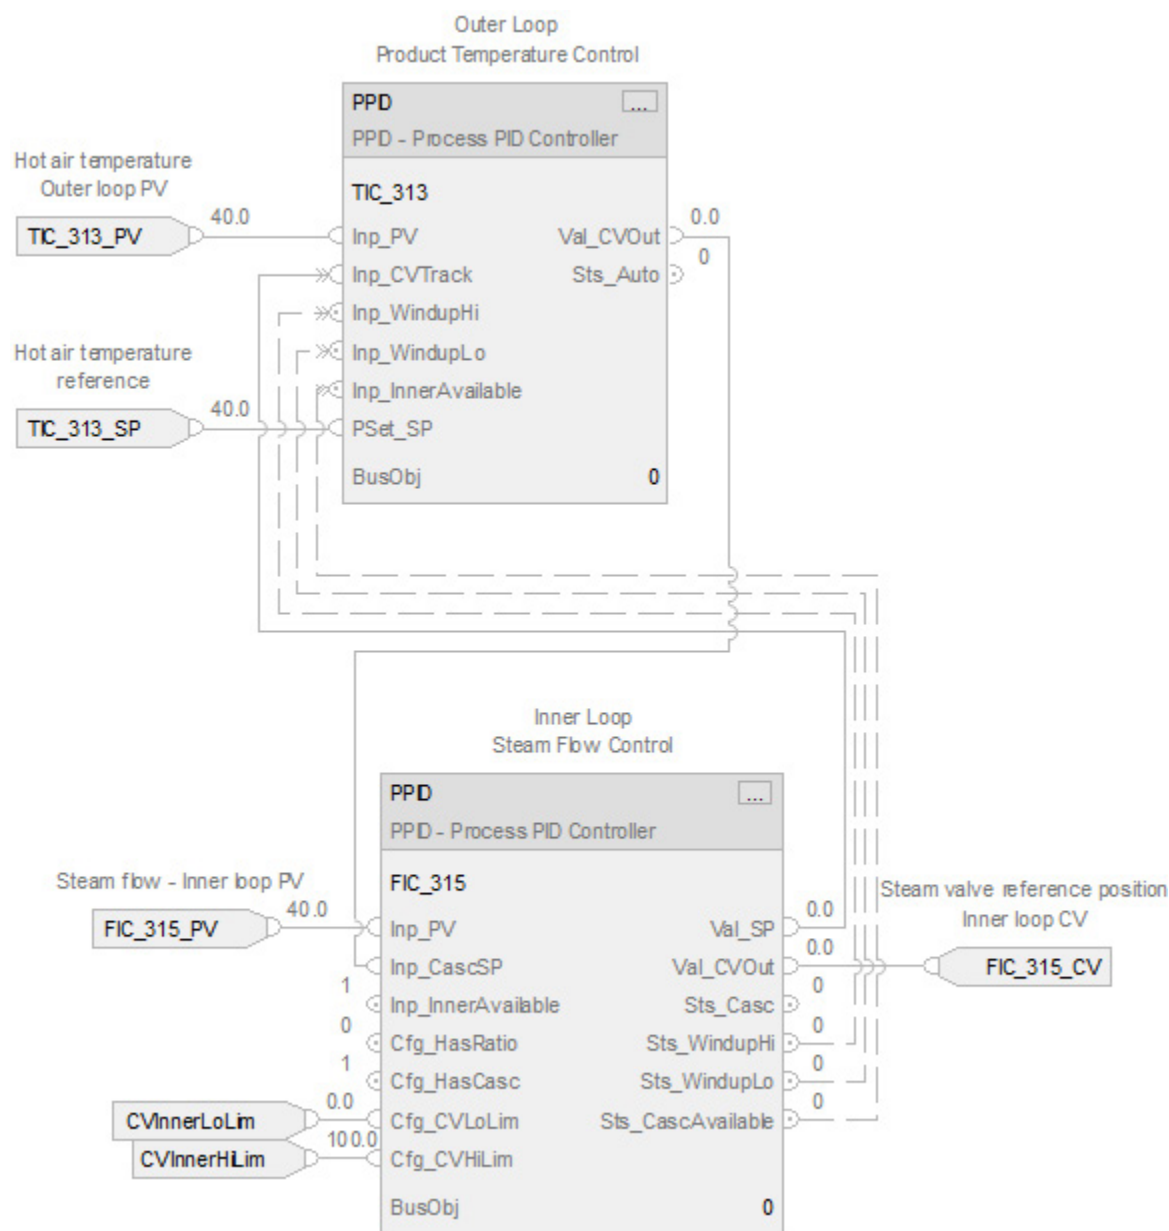 Outer Loop
Product Temperature Control
PPID ...
PPID - Process PID Controller
Hot air temperature
Outer loop PV
TIC_313
TIC_313_PV 40.0 Inp_PV Val_CVOut 0.0
Inp_CVTrack Sts_Auto 0
Inp_WindupHi
Hot air temperature
reference
Inp_WindupLo
Inp_InnerAvailable
TIC_313_SP 40.0 PSet_SP
BusObj 0
Inner Loop
Steam Flow Control
PPID ...
PPID - Process PID Controller
Steam flow - Inner loop PV
FIC_315
Steam valve reference position
Inner loop CV
FIC_315_PV 40.0 Inp_PV Val_SP 0.0
Inp_CascSP Val_CVOut 0.0 FIC_315_CV
1 Inp_InnerAvailable Sts_Casc 0
0 Cfg_HasRatio Sts_WindupHi 0
1 Cfg_HasCasc Sts_WindupLo 0
CVInnerLoLim 0.0 Cfg_CVLoLim Sts_CascAvailable 0
CVInnerHiLim 100.0 Cfg_CVHiLim
BusObj 0